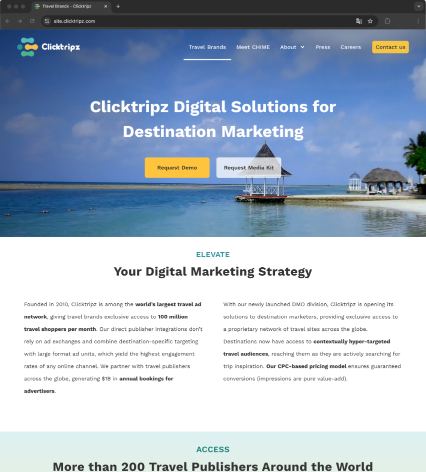 Travel Brands - Clicktripz
site.clicktripz.com
Clicktripz
Travel Brands
Meet CHIME
About
Press
Careers
Contact us
Clicktripz Digital Solutions for
Destination Marketing
Request Demo
Request Media Kit
ELEVATE
Your Digital Marketing Strategy
Founded in 2010, Clicktripz is among the world's largest travel ad
network, giving travel brands exclusive access to 100 million
travel shoppers per month. Our direct publisher integrations don't
rely on ad exchanges and combine destination-specific targeting
with large format ad units, which yield the highest engagement
rates of any online channel. We partner with travel publishers
across the globe, generating $1B in annual bookings for
advertisers.
With our newly launched DMO division, Clicktripz is opening its
solutions to destination marketers, providing exclusive access to
a proprietary network of travel sites across the globe.
Destinations now have access to contextually hyper-targeted
travel audiences, reaching them as they are actively searching for
trip inspiration. Our CPC-based pricing model ensures guaranteed
conversions (impressions are pure value-add).
ACCESS
More than 200 Travel Publishers Around the World